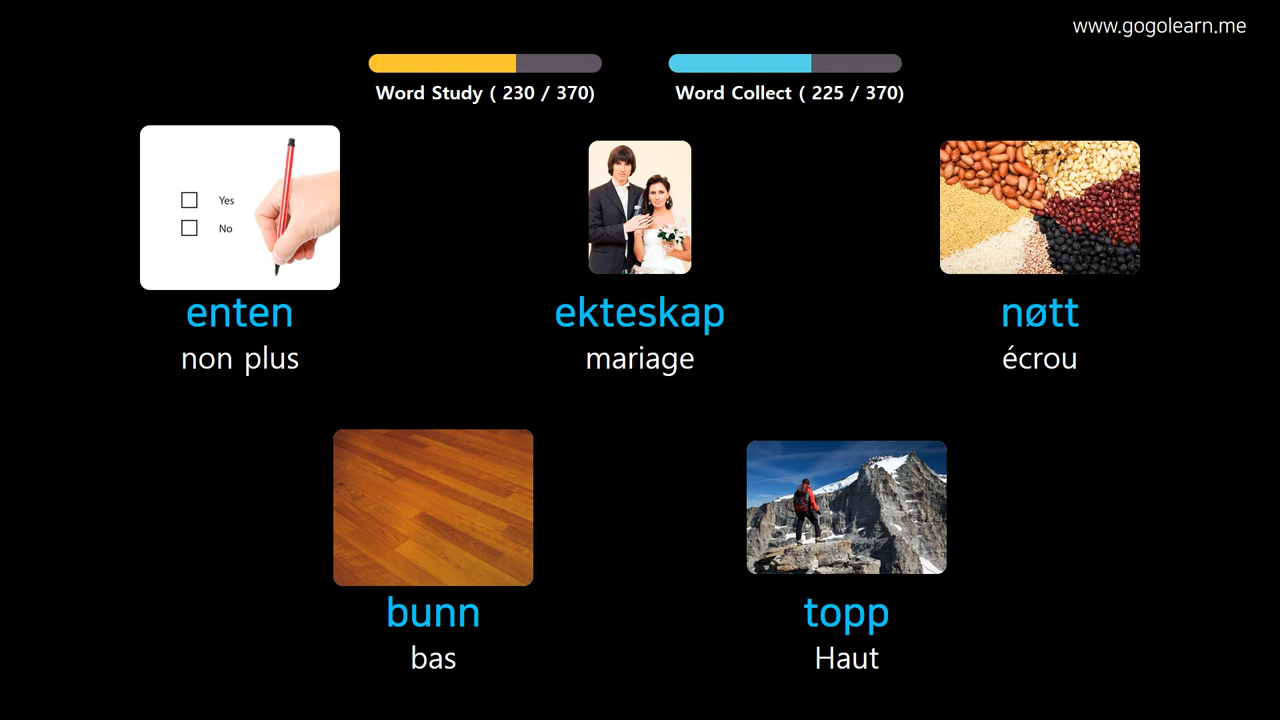 www.gogolearn.me
Word Study ( 230 / 370)
Word Collect ( 225 / 370)
Yes
No
enten
non plus
ekteskap
mariage
nøtt
écrou
bunn
bas
topp
Haut